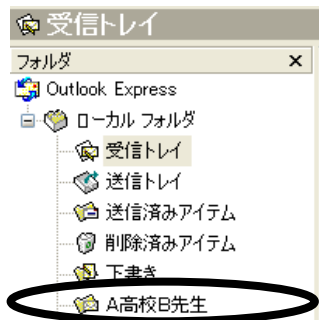 受信トレイ
フォルダ ×
Outlook Express
ローカル フォルダ
受信トレイ
送信トレイ
送信済みアイテム
削除済みアイテム
下書き
A高校B先生